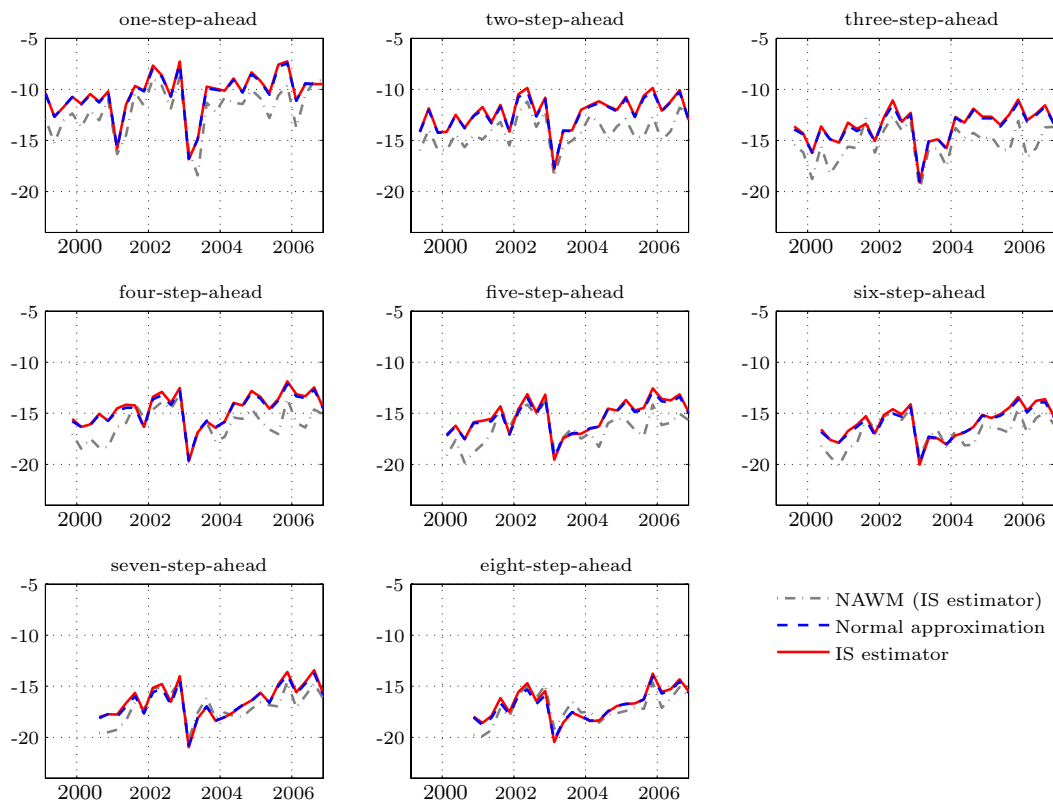 one-step-ahead
two-step-ahead
three-step-ahead
-5
-10
-15
-20
2000 2002 2004 2006
-5
-10
-15
-20
2000 2002 2004 2006
-5
-10
-15
-20
2000 2002 2004 2006
four-step-ahead
five-step-ahead
six-step-ahead
-5
-10
-15
-20
2000 2002 2004 2006
-5
-10
-15
-20
2000 2002 2004 2006
-5
-10
-15
-20
2000 2002 2004 2006
seven-step-ahead
eight-step-ahead
-5
-10
-15
-20
2000 2002 2004 2006
-5
-10
-15
-20
2000 2002 2004 2006
NAWM (IS estimator)
Normal approximation
IS estimator